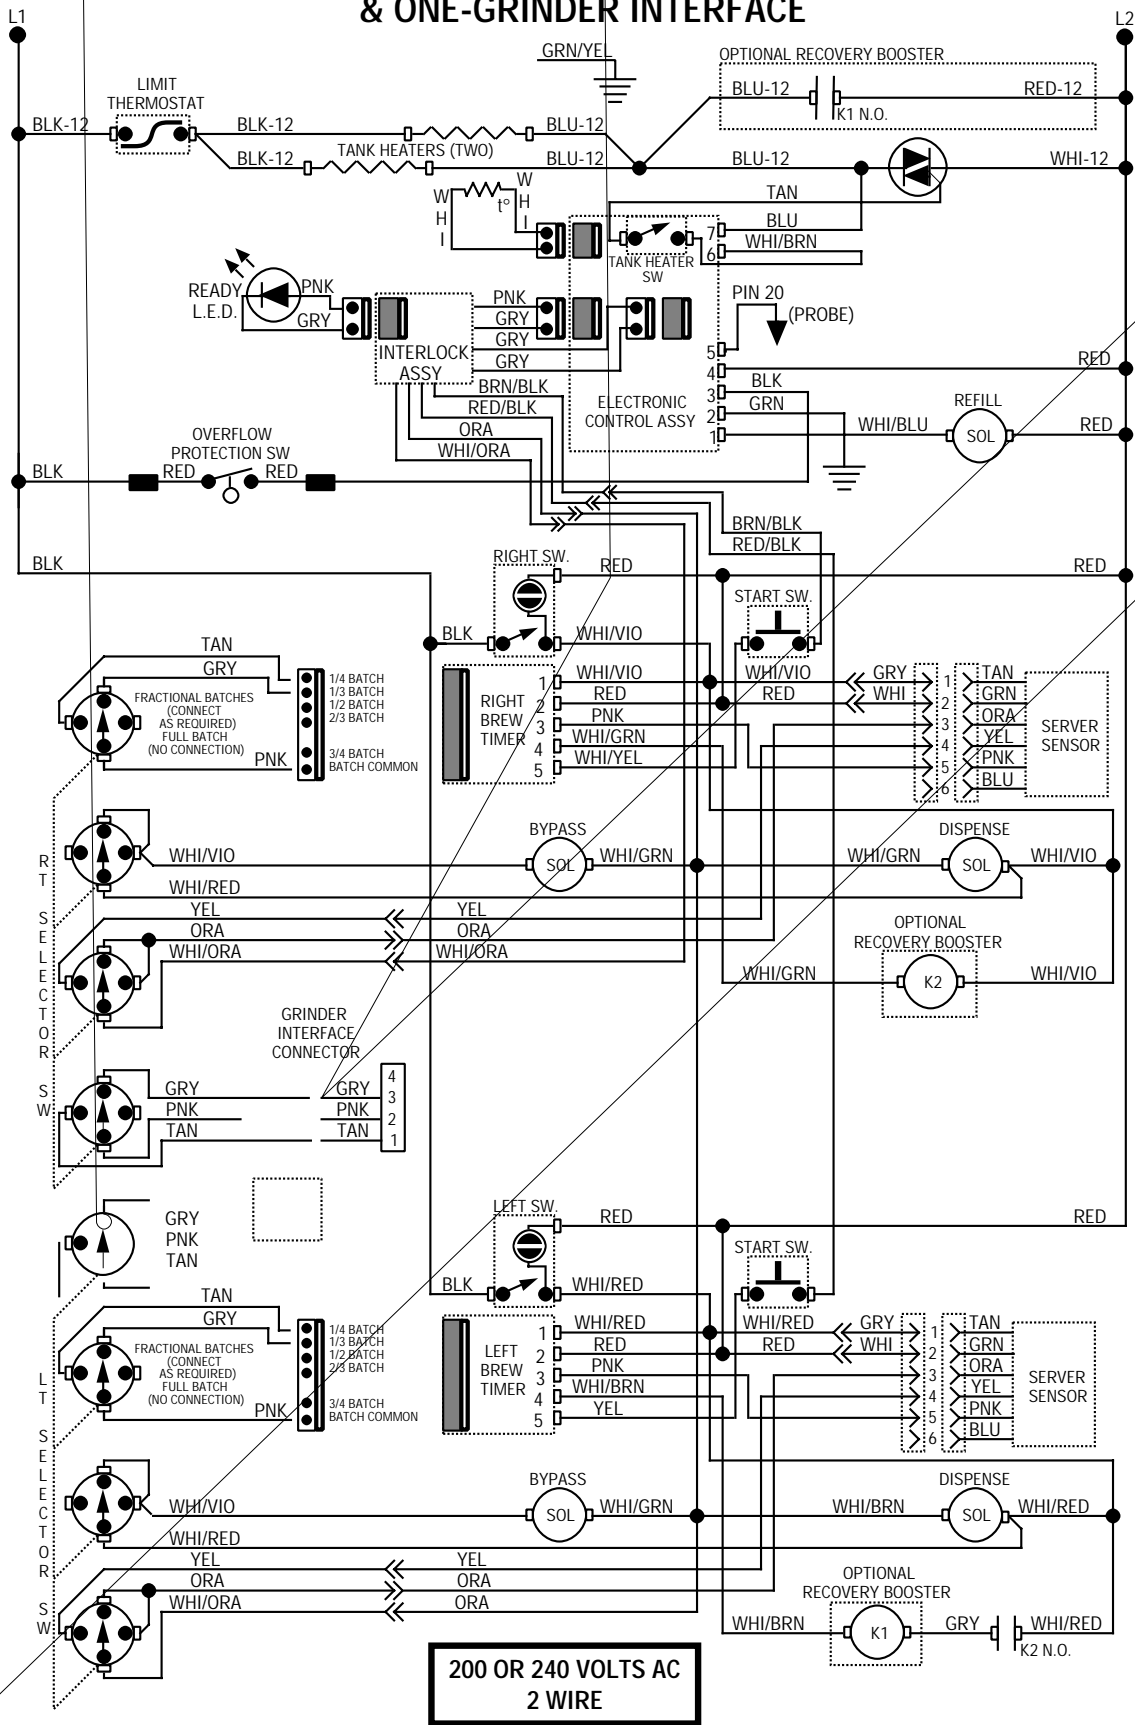 & ONE-GRINDER INTERFACE
L1
L2
GRN/YEL
OPTIONAL RECOVERY BOOSTER
LIMIT
THERMOSTAT
BLU-12
RED-12
K1 N.O.
BLK-12
BLK-12
BLU-12
TANK HEATERS (TWO)
BLK-12
BLU-12
BLU-12
WHI-12
W
H
I
t°
W
H
I
TAN
BLU
7
WHI/BRN
6
TANK HEATER
SW
READY
L.E.D.
PNK
GRY
PNK
GRY
GRY
GRY
PIN 20
(PROBE)
INTERLOCK
ASSY
5
4
RED
BRN/BLK
RED/BLK
ORA
WHI/ORA
ELECTRONIC
CONTROL ASSY
3
BLK
2
GRN
1
WHI/BLU
REFILL
SOL
RED
OVERFLOW
PROTECTION SW
BLK
RED
RED
BRN/BLK
RED/BLK
BLK
RIGHT SW.
RED
RED
START SW.
BLK
WHI/VIO
TAN
GRY
FRACTIONAL BATCHES
(CONNECT
AS REQUIRED)
FULL BATCH
(NO CONNECTION)
PNK
1/4 BATCH
1/3 BATCH
1/2 BATCH
2/3 BATCH
3/4 BATCH
BATCH COMMON
RIGHT
BREW
TIMER
1
2
3
4
5
WHI/VIO
RED
PNK
WHI/GRN
WHI/YEL
WHI/VIO
RED
GRY
WHI
1
2
3
4
5
6
TAN
GRN
ORA
YEL
PNK
BLU
SERVER
SENSOR
R
T
S
E
L
E
C
T
O
R
S
W
WHI/VIO
BYPASS
SOL
WHI/GRN
WHI/GRN
DISPENSE
SOL
WHI/VIO
WHI/RED
YEL
YEL
ORA
ORA
WHI/ORA
WHI/ORA
OPTIONAL
RECOVERY BOOSTER
WHI/GRN
K2
WHI/VIO
GRINDER
INTERFACE
CONNECTOR
GRY
PNK
TAN
GRY
PNK
TAN
4
3
2
1
GRY
PNK
TAN
LEFT SW.
RED
RED
START SW.
BLK
WHI/RED
TAN
GRY
FRACTIONAL BATCHES
(CONNECT
AS REQUIRED)
FULL BATCH
(NO CONNECTION)
PNK
1/4 BATCH
1/3 BATCH
1/2 BATCH
2/3 BATCH
3/4 BATCH
BATCH COMMON
LEFT
BREW
TIMER
1
2
3
4
5
WHI/RED
RED
PNK
WHI/BRN
YEL
WHI/RED
RED
GRY
WHI
1
2
3
4
5
6
TAN
GRN
ORA
YEL
PNK
BLU
SERVER
SENSOR
L
T
S
E
L
E
C
T
O
R
S
W
WHI/VIO
BYPASS
SOL
WHI/GRN
WHI/BRN
DISPENSE
SOL
WHI/RED
WHI/RED
YEL
YEL
ORA
ORA
WHI/ORA
ORA
OPTIONAL
RECOVERY BOOSTER
WHI/BRN
K1
GRY
WHI/RED
K2 N.O.
200 OR 240 VOLTS AC
2 WIRE